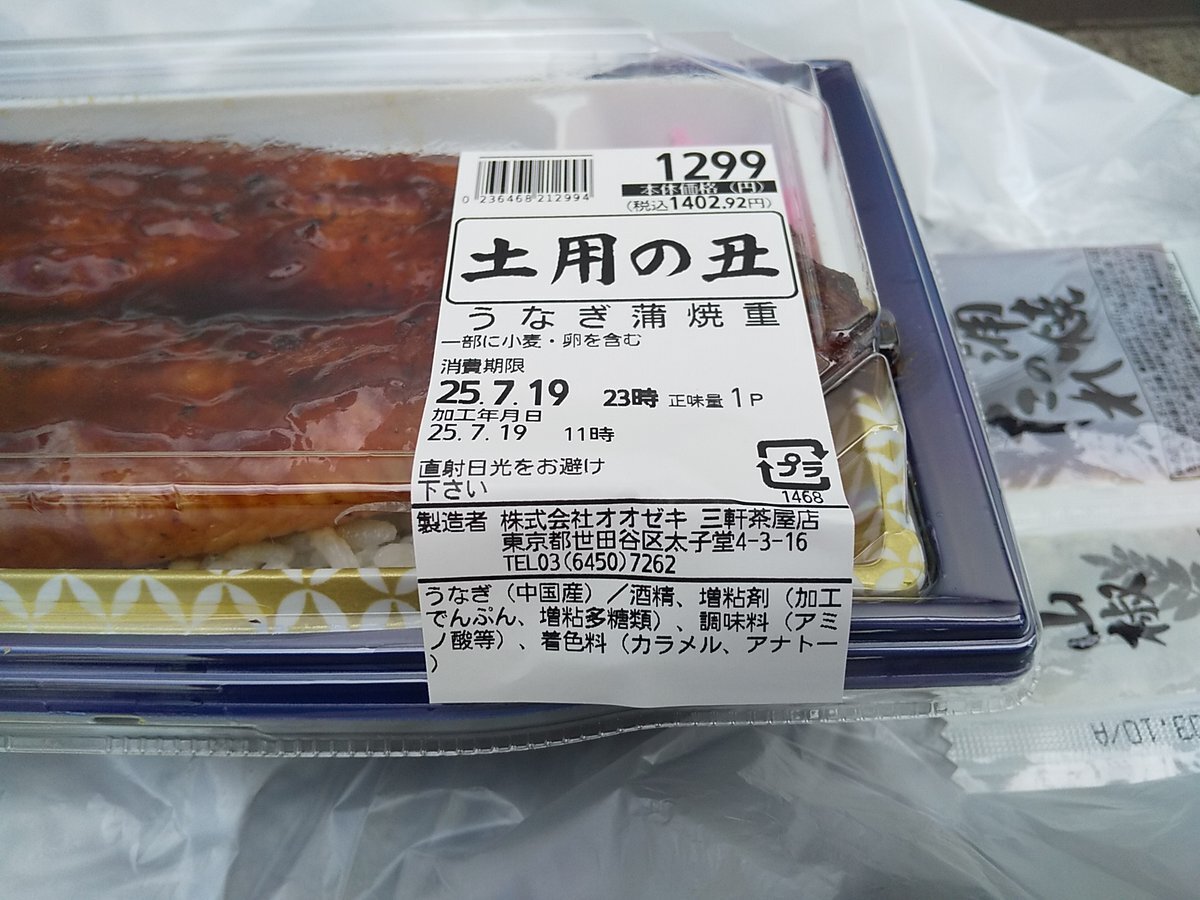 1299
本体価格(円)
(税込1402.92円)
0 236468 212994
土用の丑
うなぎ蒲焼重
一部に小麦・卵を含む
消費期限
25.7.19 23時 正味量 1P
加工年月日
25.7.19 11時
直射日光をお避け
下さい
プラ
1468
製造者 株式会社オオゼキ 三軒茶屋店
東京都世田谷区太子堂4-3-16
TEL03(6450)7262
うなぎ(中国産)/酒精、増粘剤(加工
でんぷん、増粘多糖類)、調味料(アミ
ノ酸等)、着色料(カラメル、アナトー
)
蒲焼
のたれ
山椒